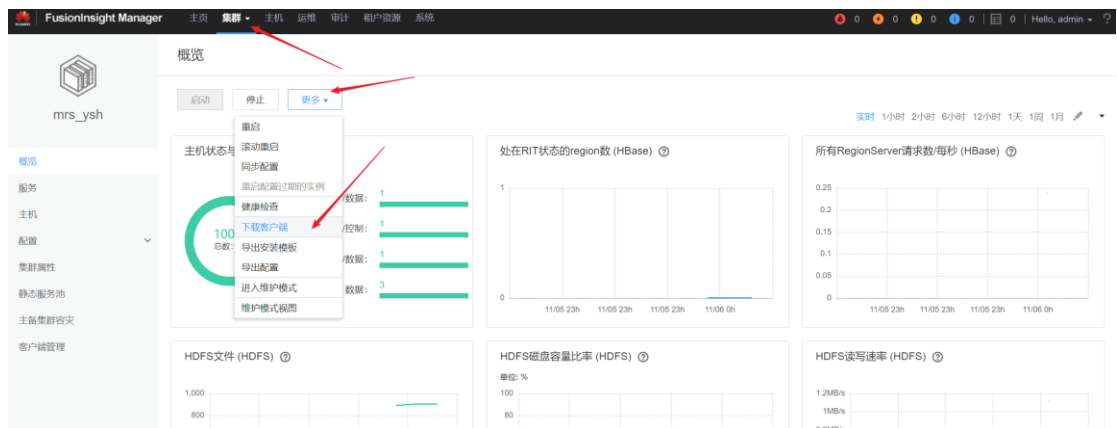 FusionInsight Manager 主页 集群 主机 运维 审计 租户资源 系统 0 0 0 0 0 Hello, admin ?
概览
启动 停止 更多
mrs_ysh
实时 1小时 2小时 6小时 12小时 1天 1周 1月
重启
滚动重启
同步配置
重启配置过期的实例
健康检查
下载客户端
导出安装模板
导出配置
进入维护模式
维护模式视图
概览
服务
主机
配置
集群属性
静态服务池
主备集群容灾
客户端管理
主机状态与
100
总数:
/数据: 1
/控制: 1
/数据: 1
数据: 3
处在RIT状态的region数 (HBase)
1
0
11/05 23h 11/05 23h 11/05 23h 11/06 0h
所有RegionServer请求数/每秒 (HBase)
0.25
0.2
0.15
0.1
0.05
0
11/05 23h 11/05 23h 11/05 23h 11/06 0h
HDFS文件 (HDFS)
1,000
800
HDFS磁盘容量比率 (HDFS)
单位: %
100
80
HDFS读写速率 (HDFS)
1.2MB/s
1MB/s